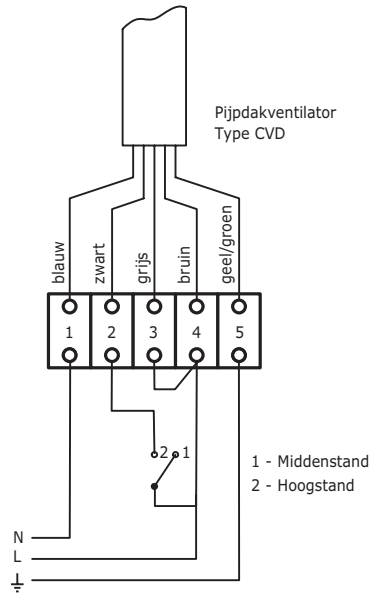 Pijpdakventilator
Type CVD
blauw
zwart
grijs
bruin
geel/groen
1 2 3 4 5
2 1
1 - Middenstand
2 - Hoogstand
N
L